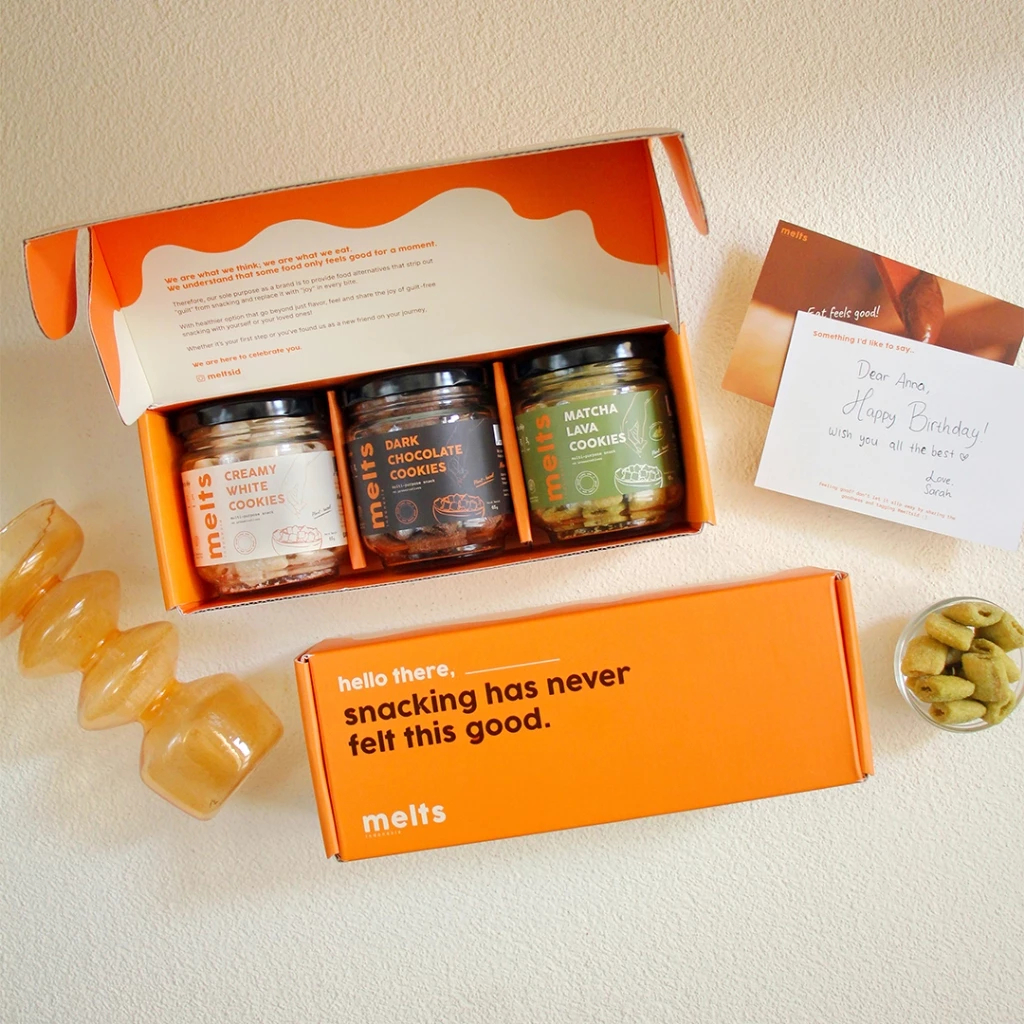 We are what we think; we are what we eat.
We understand that some food only feels good for a moment.
Therefore, our sole purpose as a brand is to provide food alternatives that strip out
"guilt" from snacking and replace it with "joy" in every bite.
With healthier option that go beyond just flavor, feel and share the joy of guilt-free
snacking with yourself or your loved ones!
Whether it's your first step or you've found us as a new friend on your journey,
We are here to celebrate you.
meltsid
melts
CREAMY
WHITE
COOKIES
melts
DARK
CHOCOLATE
COOKIES
multi-purpose snack
melts
MATCHA
LAVA
COOKIES
melts
Eat feels good!
Something I'd like to say..
Dear Anna,
Happy Birthday!
wish you all the best
Love,
Sarah
hello there,
snacking has never
felt this good.
melts